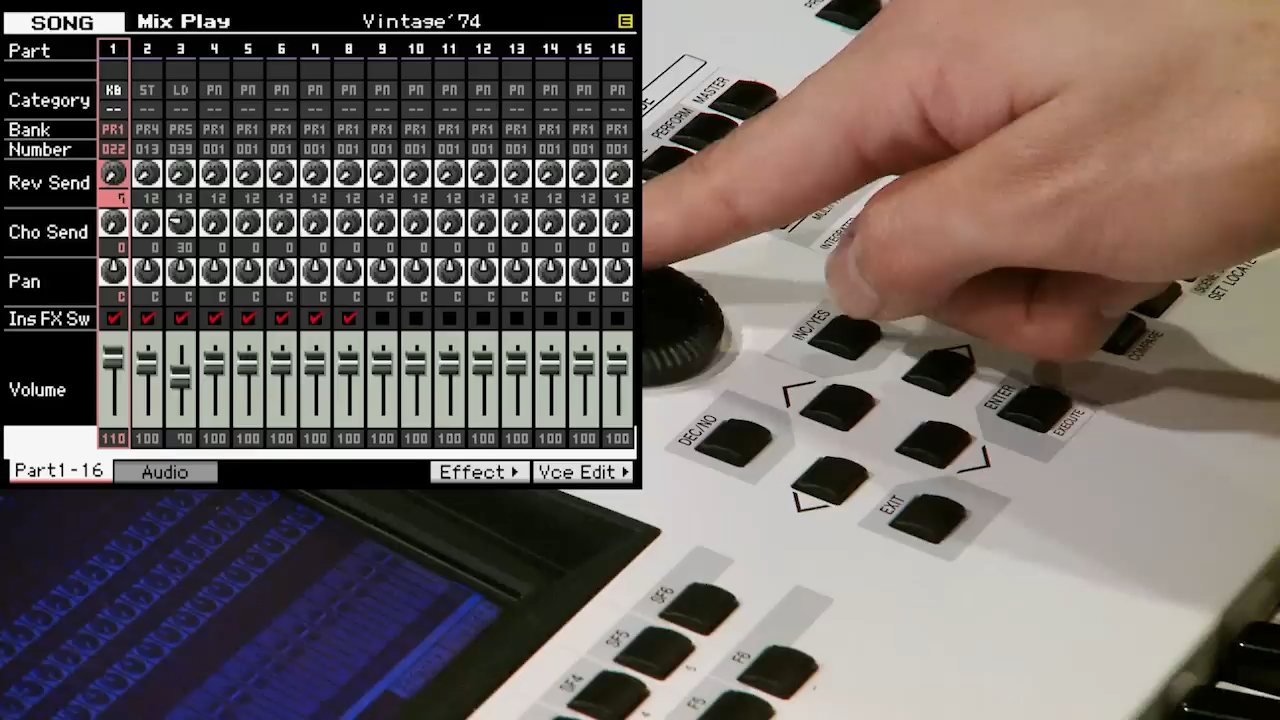 SONG Mix Play Vintage'74 E
Part 1 2 3 4 5 6 7 8 9 10 11 12 13 14 15 16
Category KB ST LD PN PN PN PN PN PN PN PN PN PN PN PN PN
-- -- -- -- -- -- -- -- -- -- -- -- -- -- -- --
Bank PR1 PR4 PR5 PR1 PR1 PR1 PR1 PR1 PR1 PR1 PR1 PR1 PR1 PR1 PR1 PR1
Number 022 013 039 001 001 001 001 001 001 001 001 001 001 001 001 001
Rev Send
7 12 12 12 12 12 12 12 12 12 12 12 12 12 12 12
Cho Send
0 0 30 0 0 0 0 0 0 0 0 0 0 0 0 0
Pan
C C C C C C C C C C C C C C C C
Ins FX Sw
Volume
110 100 70 100 100 100 100 100 100 100 100 100 100 100 100 100
Part1-16 Audio Effect Vce Edit
MASTER
PERFORM
INC/YES
DEC/NO
ENTER
EXECUTE
EXIT
COMPARE
SET LOCATE
SF6
SF5
SF4
F6
F5
5
4